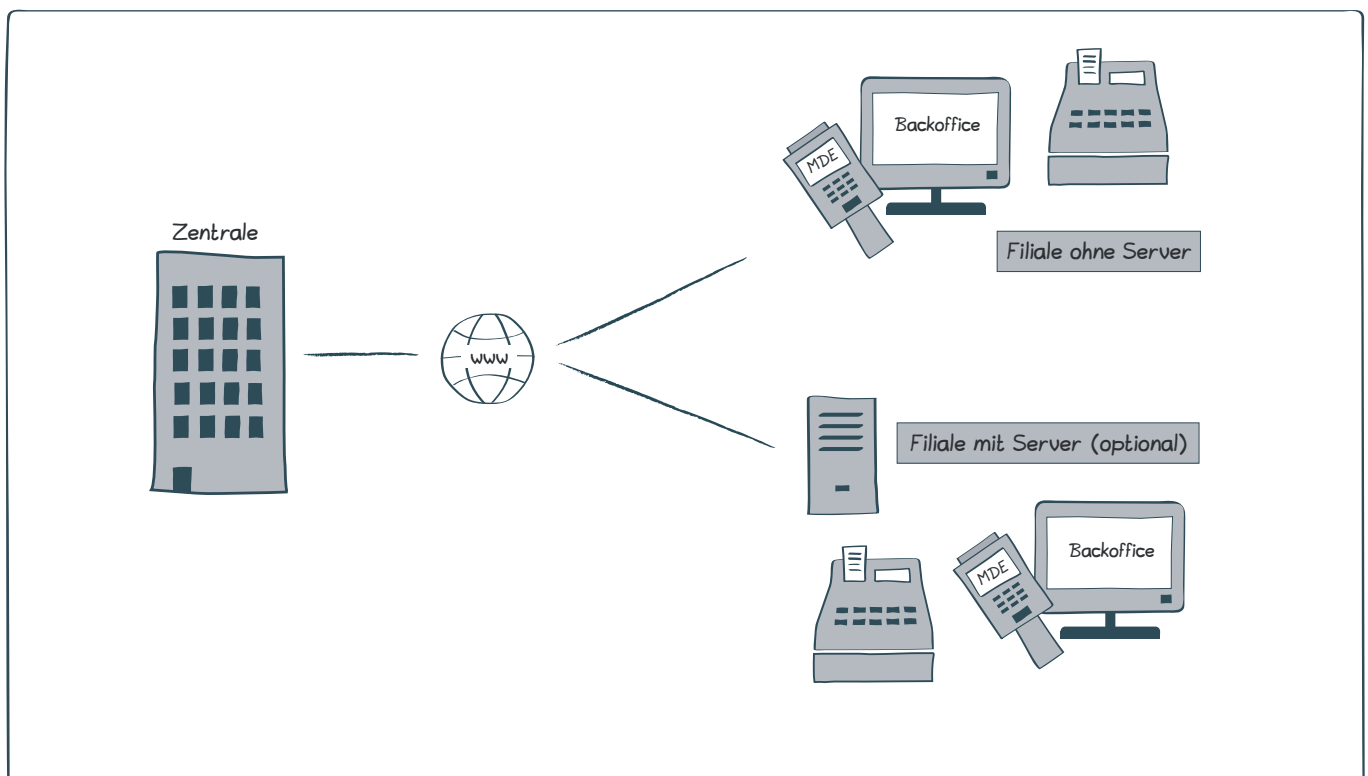 Backoffice
MDE
Zentrale
Filiale ohne Server
www
Filiale mit Server (optional)
Backoffice
MDE